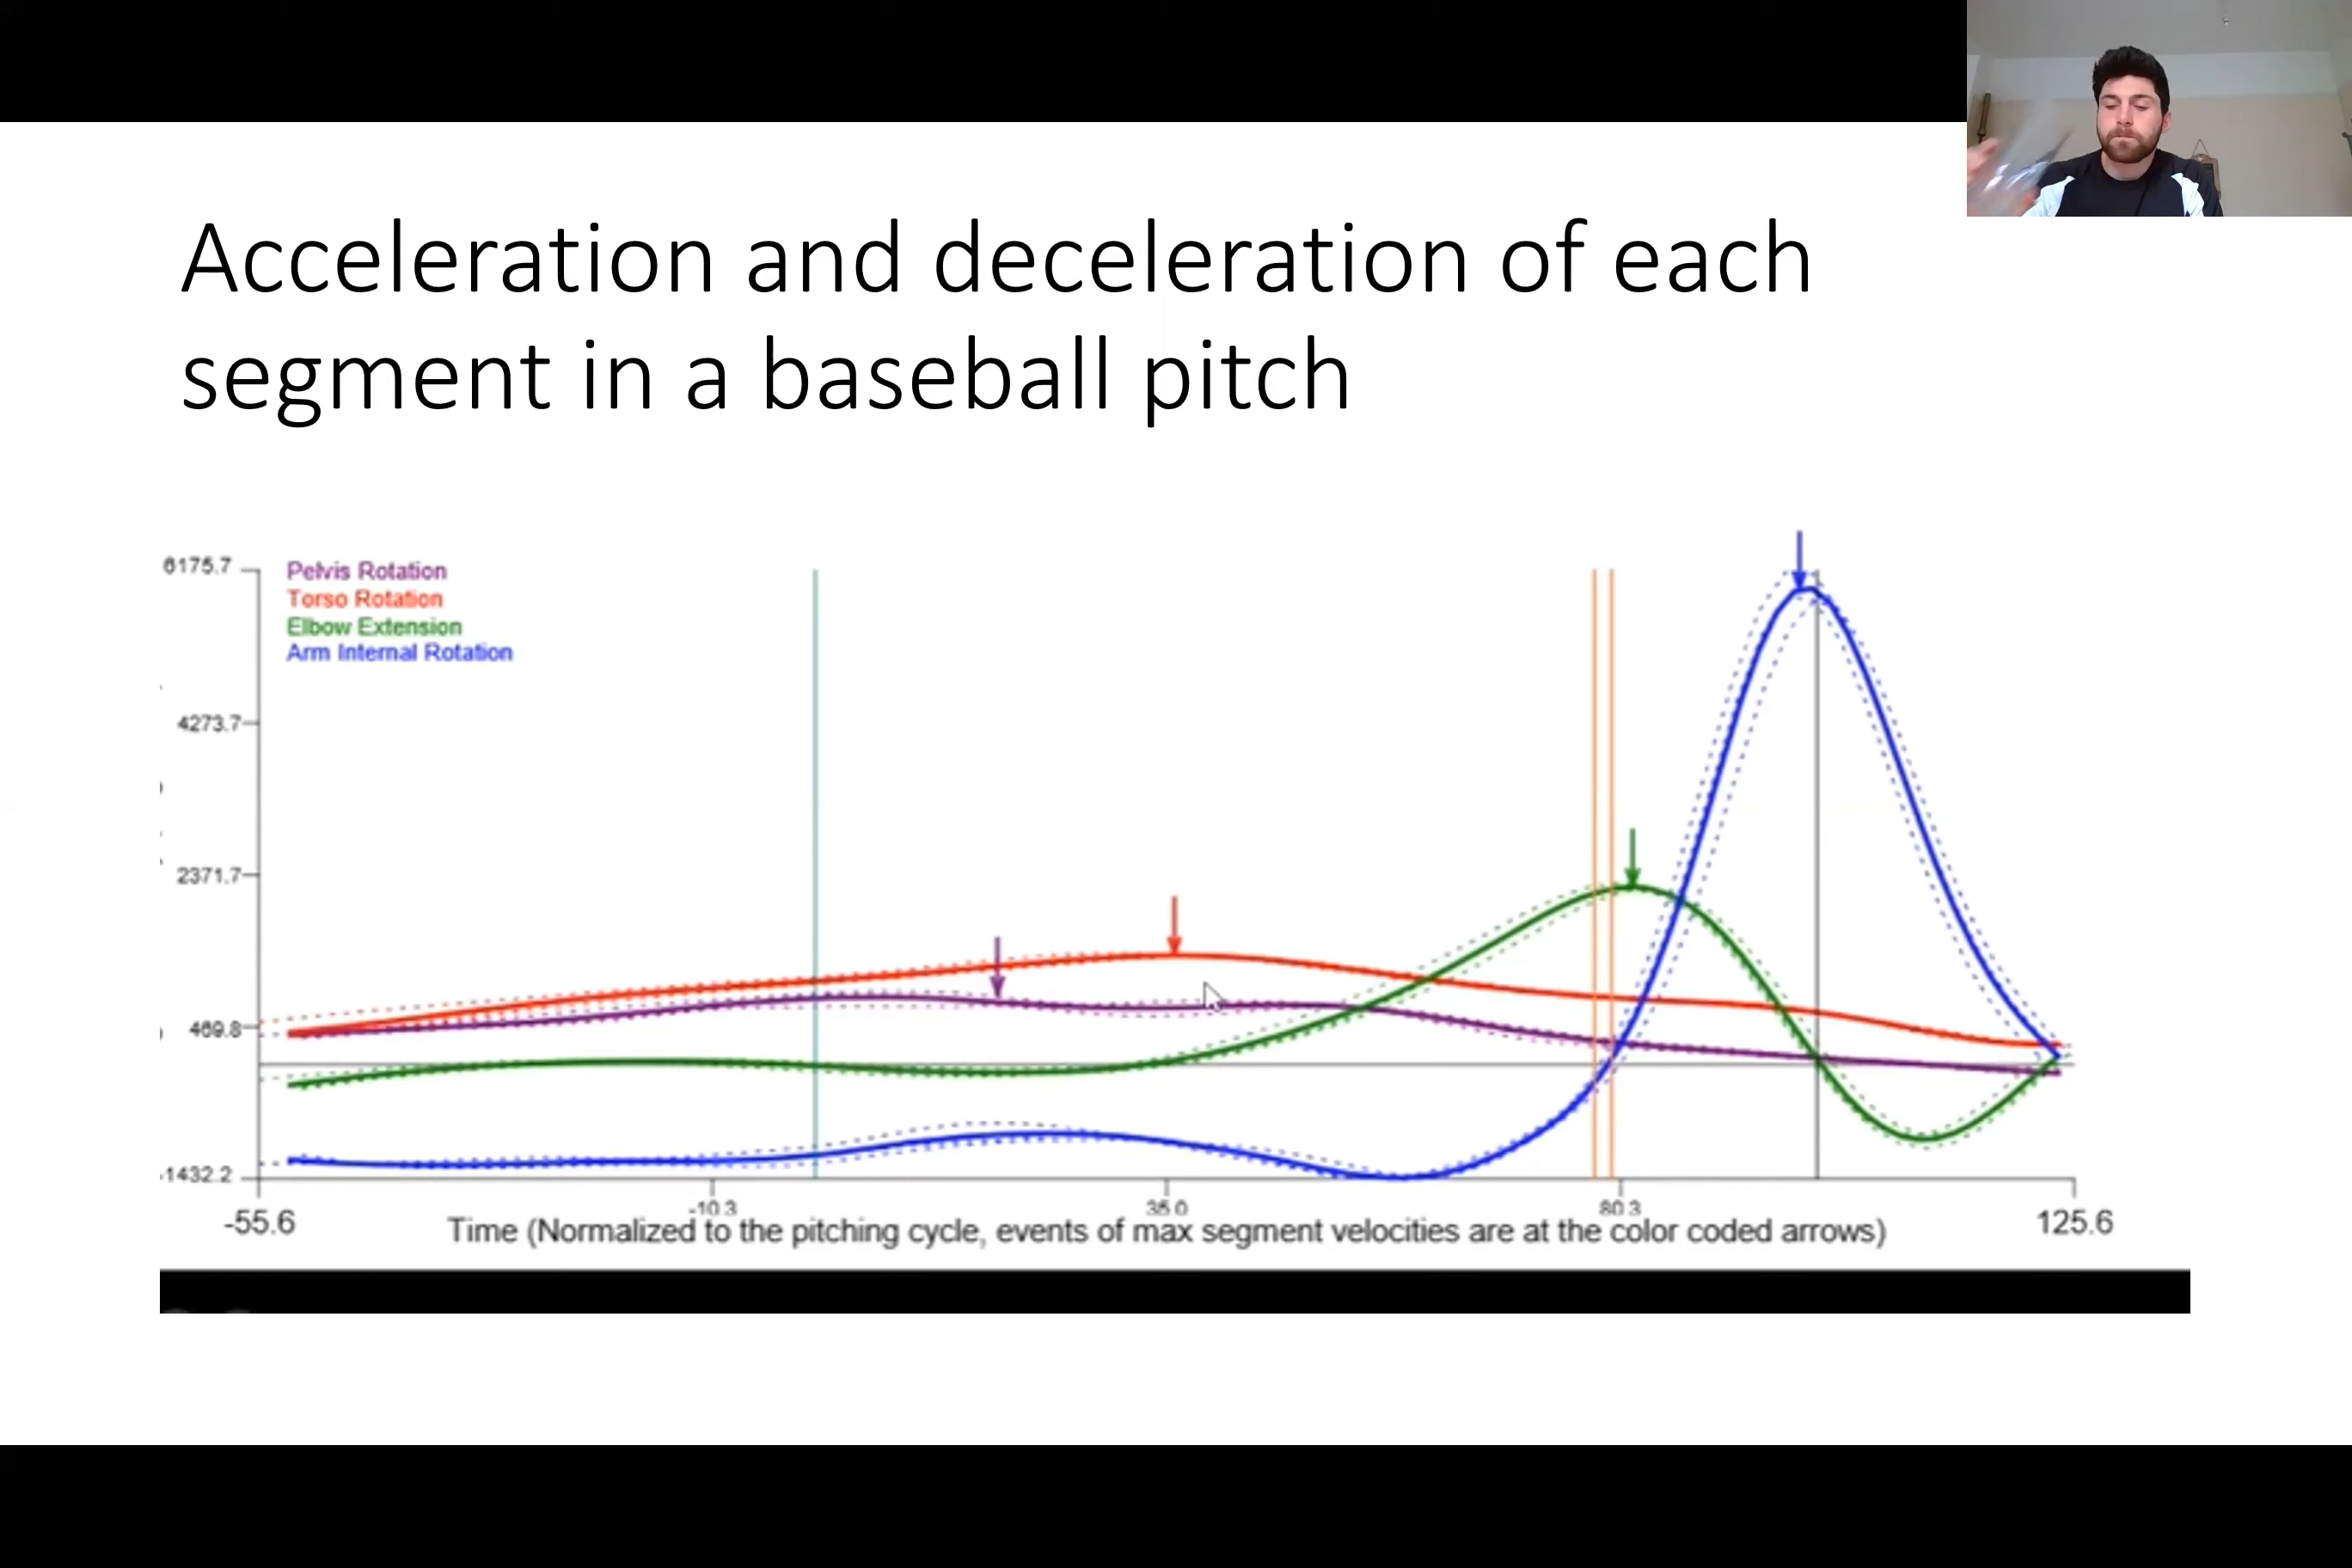 Acceleration and deceleration of each
segment in a baseball pitch
6175.7
Pelvis Rotation
Torso Rotation
Elbow Extension
Arm Internal Rotation
4273.7
2371.7
469.8
-1432.2
-55.6
-10.3
35.0
80.3
125.6
Time (Normalized to the pitching cycle, events of max segment velocities are at the color coded arrows)